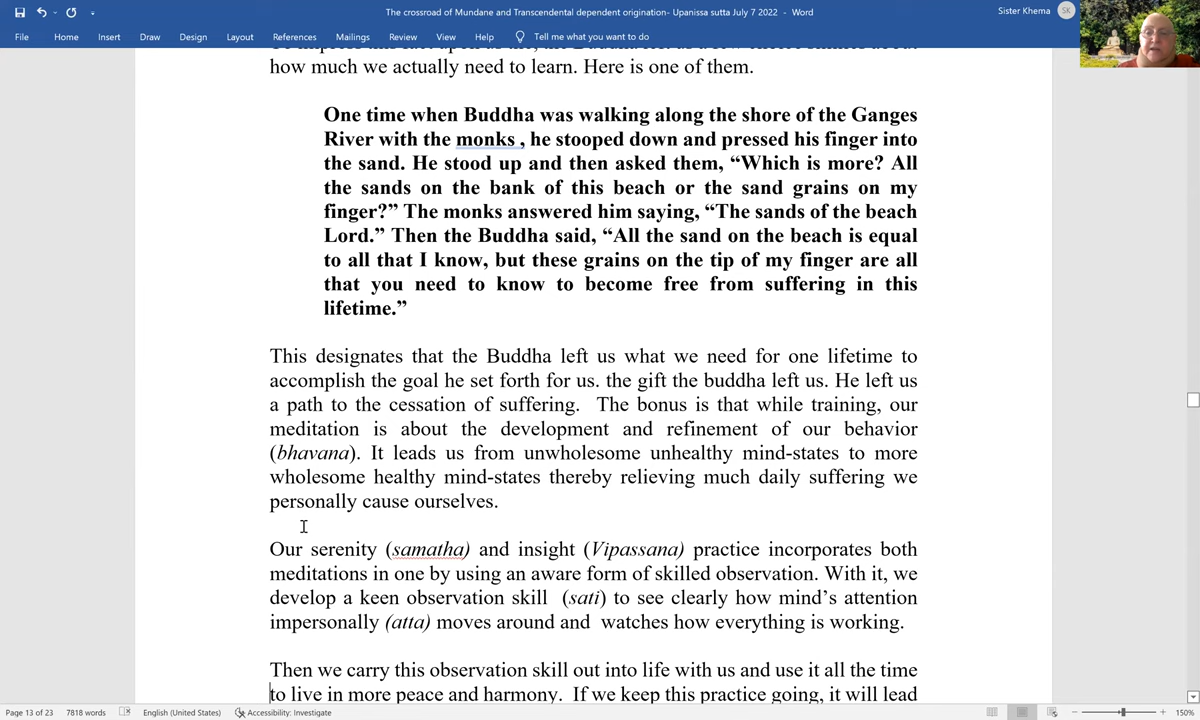 The crossroad of Mundane and Transcendental dependent origination- Upanissa sutta July 7 2022 - Word
Sister Khema
SK
File Home Insert Draw Design Layout References Mailings Review View Help Tell me what you want to do
how much we actually need to learn. Here is one of them.
One time when Buddha was walking along the shore of the Ganges
River with the monks , he stooped down and pressed his finger into
the sand. He stood up and then asked them, “Which is more? All
the sands on the bank of this beach or the sand grains on my
finger?” The monks answered him saying, “The sands of the beach
Lord.” Then the Buddha said, “All the sand on the beach is equal
to all that I know, but these grains on the tip of my finger are all
that you need to know to become free from suffering in this
lifetime.”
This designates that the Buddha left us what we need for one lifetime to
accomplish the goal he set forth for us. the gift the buddha left us. He left us
a path to the cessation of suffering.  The bonus is that while training, our
meditation is about the development and refinement of our behavior
(bhavana). It leads us from unwholesome unhealthy mind-states to more
wholesome healthy mind-states thereby relieving much daily suffering we
personally cause ourselves.
Our serenity (samatha) and insight (Vipassana) practice incorporates both
meditations in one by using an aware form of skilled observation. With it, we
develop a keen observation skill  (sati) to see clearly how mind’s attention
impersonally (atta) moves around and  watches how everything is working.
Then we carry this observation skill out into life with us and use it all the time
to live in more peace and harmony.  If we keep this practice going, it will lead
Page 13 of 23 7818 words English (United States) Accessibility: Investigate 150%